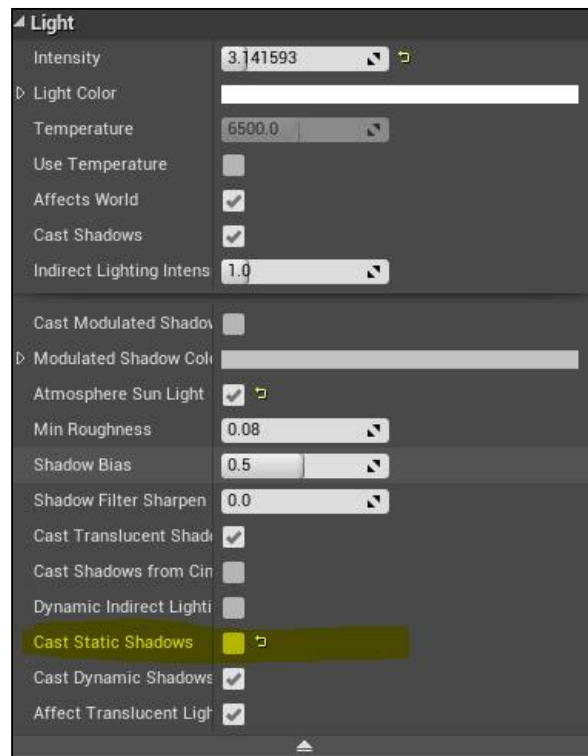 Light
Intensity 3.141593
Light Color
Temperature 6500.0
Use Temperature
Affects World
Cast Shadows
Indirect Lighting Intens 1.0
Cast Modulated Shadov
Modulated Shadow Colo
Atmosphere Sun Light
Min Roughness 0.08
Shadow Bias 0.5
Shadow Filter Sharpen 0.0
Cast Translucent Shado
Cast Shadows from Cin
Dynamic Indirect Lighti
Cast Static Shadows
Cast Dynamic Shadows
Affect Translucent Ligh